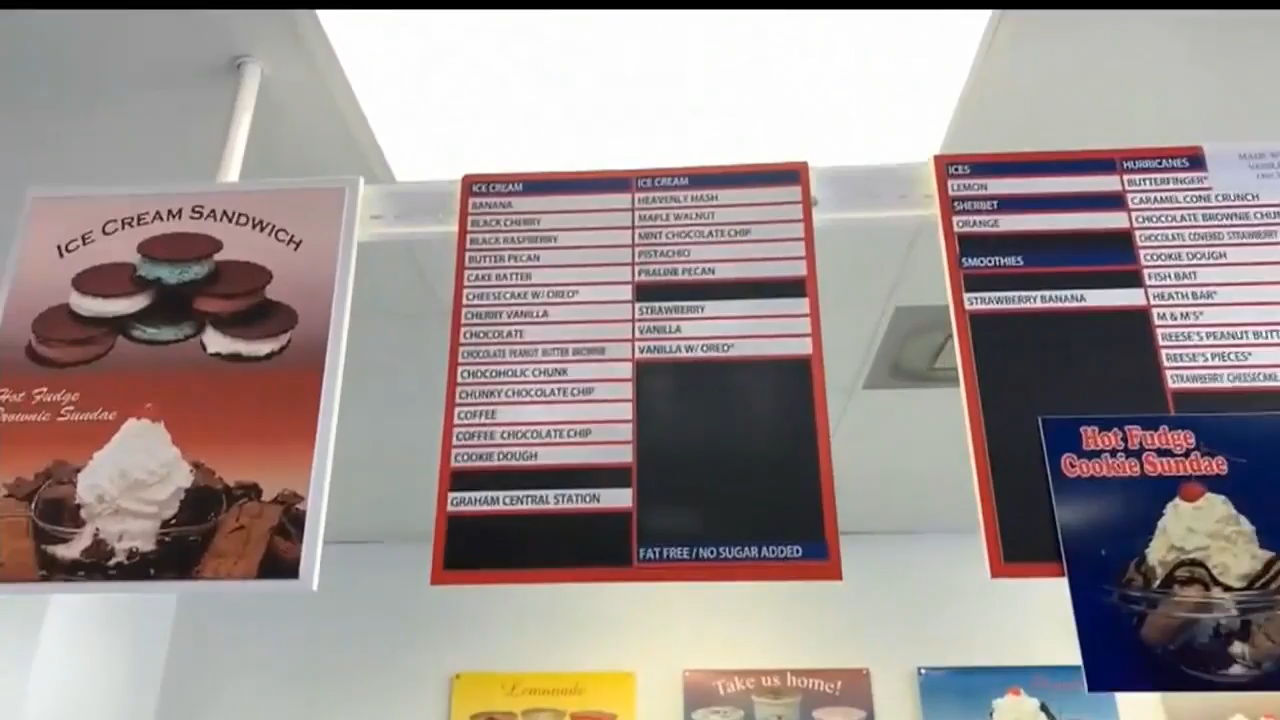 ICE CREAM SANDWICH
Hot Fudge
Brownie Sundae
ICE CREAM
BANANA
BLACK CHERRY
BLACK RASPBERRY
BUTTER PECAN
CAKE BATTER
CHEESECAKE W/ OREO®
CHERRY VANILLA
CHOCOLATE
CHOCOLATE PEANUT BUTTER BROWNIE
CHOCOHOLIC CHUNK
CHUNKY CHOCOLATE CHIP
COFFEE
COFFEE CHOCOLATE CHIP
COOKIE DOUGH
GRAHAM CENTRAL STATION
ICE CREAM
HEAVENLY HASH
MAPLE WALNUT
MINT CHOCOLATE CHIP
PISTACHIO
PRALINE PECAN
STRAWBERRY
VANILLA
VANILLA W/ OREO®
FAT FREE / NO SUGAR ADDED
ICES
LEMON
SHERBET
ORANGE
SMOOTHIES
STRAWBERRY BANANA
HURRICANES
BUTTERFINGER®
CARAMEL CONE CRUNCH
CHOCOLATE BROWNIE CHU
CHOCOLATE COVERED STRAWBERRY
COOKIE DOUGH
FISH BAIT
HEATH BAR®
M & M'S®
REESE'S PEANUT BUTT
REESE'S PIECES®
STRAWBERRY CHEESECAKE
Hot Fudge
Cookie Sundae
Lemonade
Take us home!